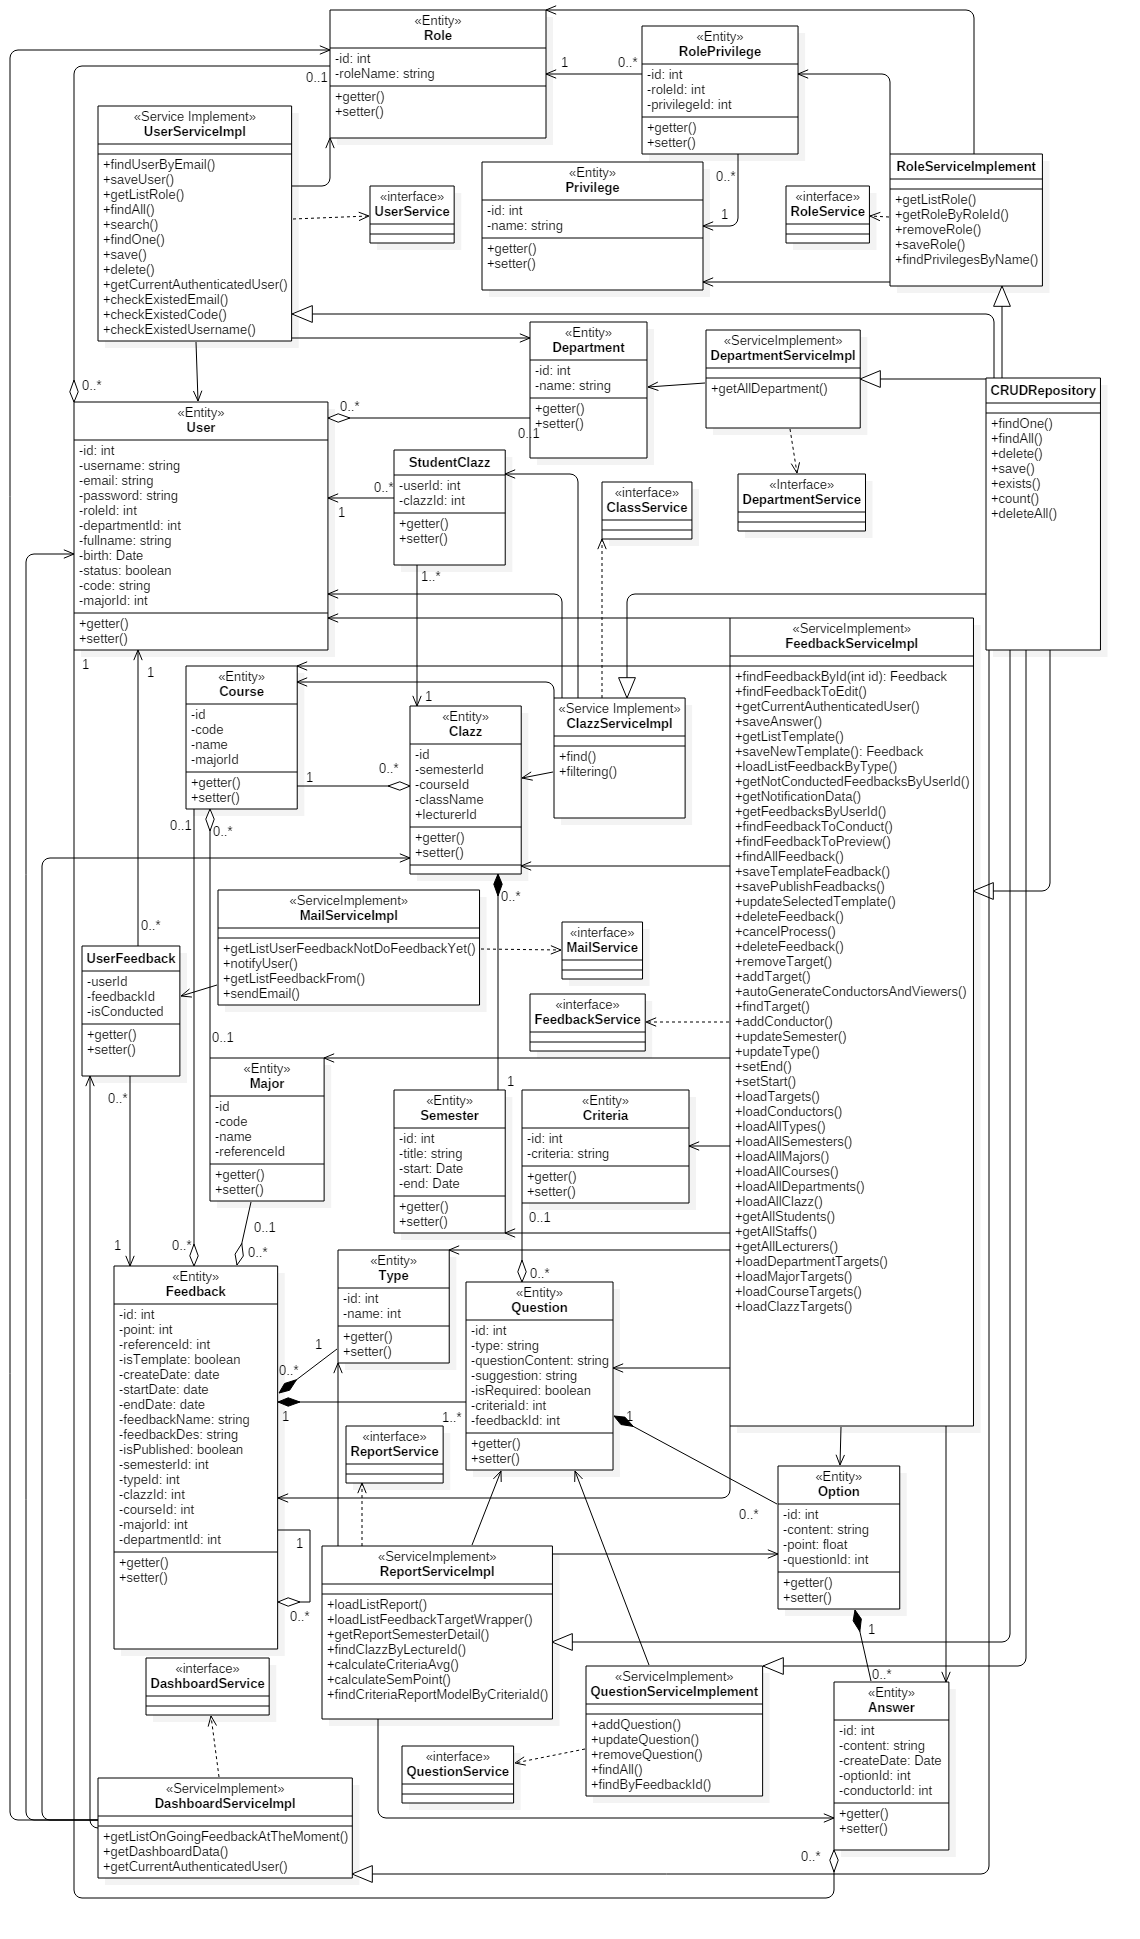 «Entity»
Role
-id: int
-roleName: string
+getter()
+setter()
0..1
1
0..*
«Entity»
RolePrivilege
-id: int
-roleId: int
-privilegeId: int
+getter()
+setter()
0..*
1
«Service Implement»
UserServiceImpl
+findUserByEmail()
+saveUser()
+getListRole()
+findAll()
+search()
+findOne()
+save()
+delete()
+getCurrentAuthenticatedUser()
+checkExistedEmail()
+checkExistedCode()
+checkExistedUsername()
«interface»
UserService
«Entity»
Privilege
-id: int
-name: string
+getter()
+setter()
«interface»
RoleService
RoleServiceImplement
+getListRole()
+getRoleByRoleId()
+removeRole()
+saveRole()
+findPrivilegesByName()
«Entity»
Department
-id: int
-name: string
+getter()
+setter()
0..1
«ServiceImplement»
DepartmentServiceImpl
+getAllDepartment()
CRUDRepository
+findOne()
+findAll()
+delete()
+save()
+exists()
+count()
+deleteAll()
0..*
0..*
«Entity»
User
-id: int
-username: string
-email: string
-password: string
-roleId: int
-departmentId: int
-fullname: string
-birth: Date
-status: boolean
-code: string
-majorId: int
+getter()
+setter()
1
1
StudentClazz
-userId: int
-clazzId: int
+getter()
+setter()
0..*
1
1..*
1
«interface»
ClassService
«Interface»
DepartmentService
«ServiceImplement»
FeedbackServiceImpl
+findFeedbackById(int id): Feedback
+findFeedbackToEdit()
+getCurrentAuthenticatedUser()
+saveAnswer()
+getListTemplate()
+saveNewTemplate(): Feedback
+loadListFeedbackByType()
+getNotConductedFeedbacksByUserId()
+getNotificationData()
+getFeedbacksByUserId()
+findFeedbackToConduct()
+findFeedbackToPreview()
+findAllFeedback()
+saveTemplateFeadback()
+savePublishFeadbacks()
+updateSelectedTemplate()
+deleteFeedback()
+cancelProcess()
+deleteFeedback()
+removeTarget()
+addTarget()
+autoGenerateConductorsAndViewers()
+findTarget()
+addConductor()
+updateSemester()
+updateType()
+setEnd()
+setStart()
+loadTargets()
+loadConductors()
+loadAllTypes()
+loadAllSemesters()
+loadAllMajors()
+loadAllCourses()
+loadAllDepartments()
+loadAllClazz()
+getAllStudents()
+getAllStaffs()
+getAllLecturers()
+loadDepartmentTargets()
+loadMajorTargets()
+loadCourseTargets()
+loadClazzTargets()
«Entity»
Course
-id
-code
-name
-majorId
+getter()
+setter()
1
0..*
0..1
0..*
«Entity»
Clazz
-id
-semesterId
-courseId
-className
+lecturerId
+getter()
+setter()
0..*
«Service Implement»
ClazzServiceImpl
+find()
+filtering()
«ServiceImplement»
MailServiceImpl
+getListUserFeedbackNotDoFeedbackYet()
+notifyUser()
+getListFeedbackFrom()
+sendEmail()
«interface»
MailService
«interface»
FeedbackService
0..*
UserFeedback
-userId
-feedbackId
-isConducted
+getter()
+setter()
0..*
1
0..1
«Entity»
Major
-id
-code
-name
-referenceId
+getter()
+setter()
0..1
0..*
0..*
1
«Entity»
Semester
-id: int
-title: string
-start: Date
-end: Date
+getter()
+setter()
«Entity»
Criteria
-id: int
-criteria: string
+getter()
+setter()
0..1
0..*
«Entity»
Feedback
-id: int
-point: int
-referenceId: int
-isTemplate: boolean
-createDate: date
-startDate: date
-endDate: date
-feedbackName: string
-feedbackDes: string
-isPublished: boolean
-semesterId: int
-typeId: int
-clazzId: int
-courseId: int
-majorId: int
-departmentId: int
+getter()
+setter()
1
0..*
«Entity»
Type
-id: int
-name: int
+getter()
+setter()
1
0..*
1
1..*
«Entity»
Question
-id: int
-type: string
-questionContent: string
-suggestion: string
-isRequired: boolean
-criteriaId: int
-feedbackId: int
+getter()
+setter()
1
0..*
«interface»
ReportService
«Entity»
Option
-id: int
-content: string
-point: float
-questionId: int
+getter()
+setter()
1
0..*
«ServiceImplement»
ReportServiceImpl
+loadListReport()
+loadListFeedbackTargetWrapper()
+getReportSemesterDetail()
+findClazzByLectureId()
+calculateCriteriaAvg()
+calculateSemPoint()
+findCriteriaReportModelByCriteriaId()
«interface»
DashboardService
«ServiceImplement»
QuestionServiceImplement
+addQuestion()
+updateQuestion()
+removeQuestion()
+findAll()
+findByFeedbackId()
«interface»
QuestionService
«Entity»
Answer
-id: int
-content: string
-createDate: Date
-optionId: int
-conductorId: int
+getter()
+setter()
0..*
«ServiceImplement»
DashboardServiceImpl
+getListOnGoingFeedbackAtTheMoment()
+getDashboardData()
+getCurrentAuthenticatedUser()